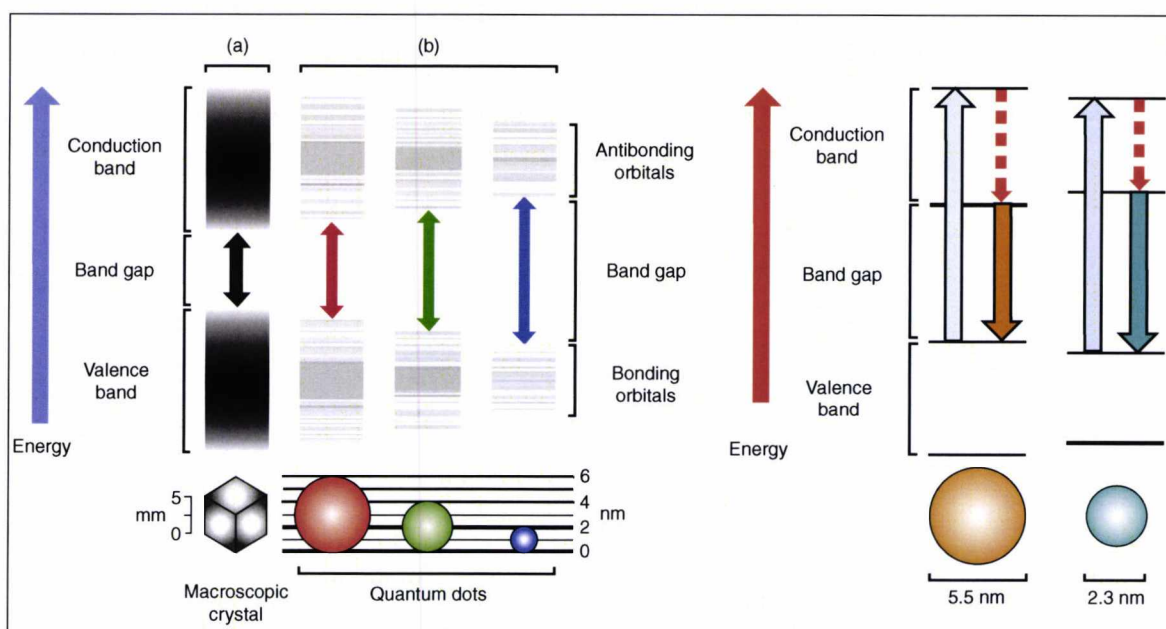 (a)
(b)
Conduction
band
Band gap
Valence
band
Energy
Antibonding
orbitals
Band gap
Bonding
orbitals
5
mm
0
6
4
nm
2
0
Macroscopic
crystal
Quantum dots
Conduction
band
Band gap
Valence
band
Energy
5.5 nm
2.3 nm